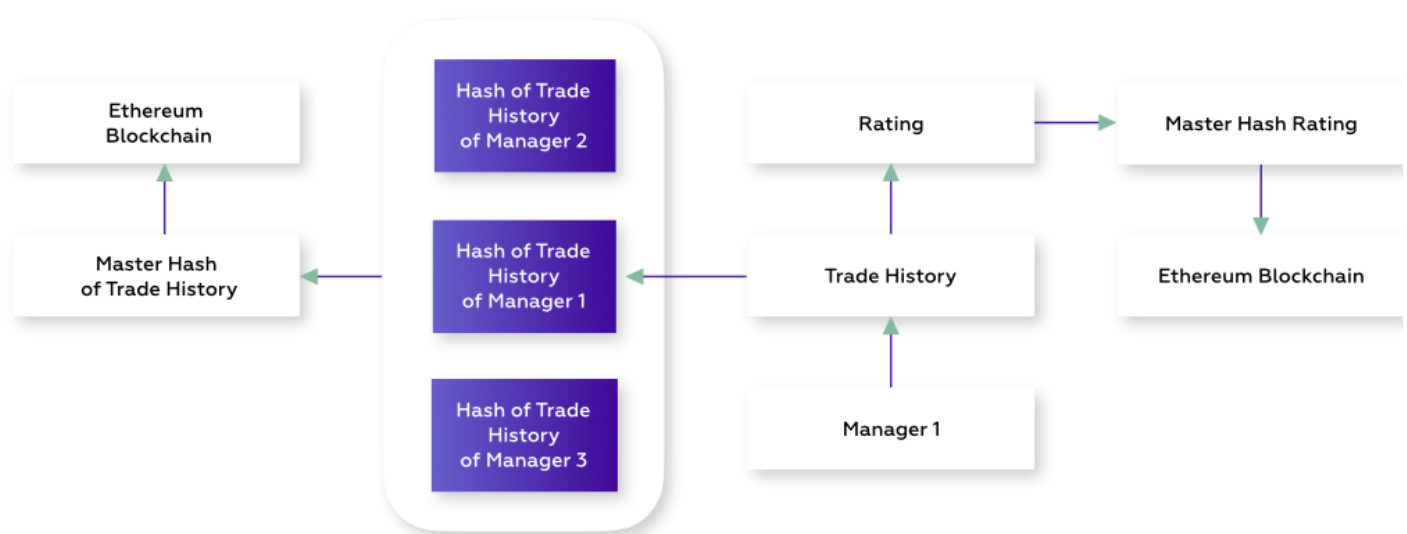 Ethereum
Blockchain
Master Hash
of Trade History
Hash of Trade
History
of Manager 2
Hash of Trade
History
of Manager 1
Hash of Trade
History
of Manager 3
Rating
Trade History
Manager 1
Master Hash Rating
Ethereum Blockchain